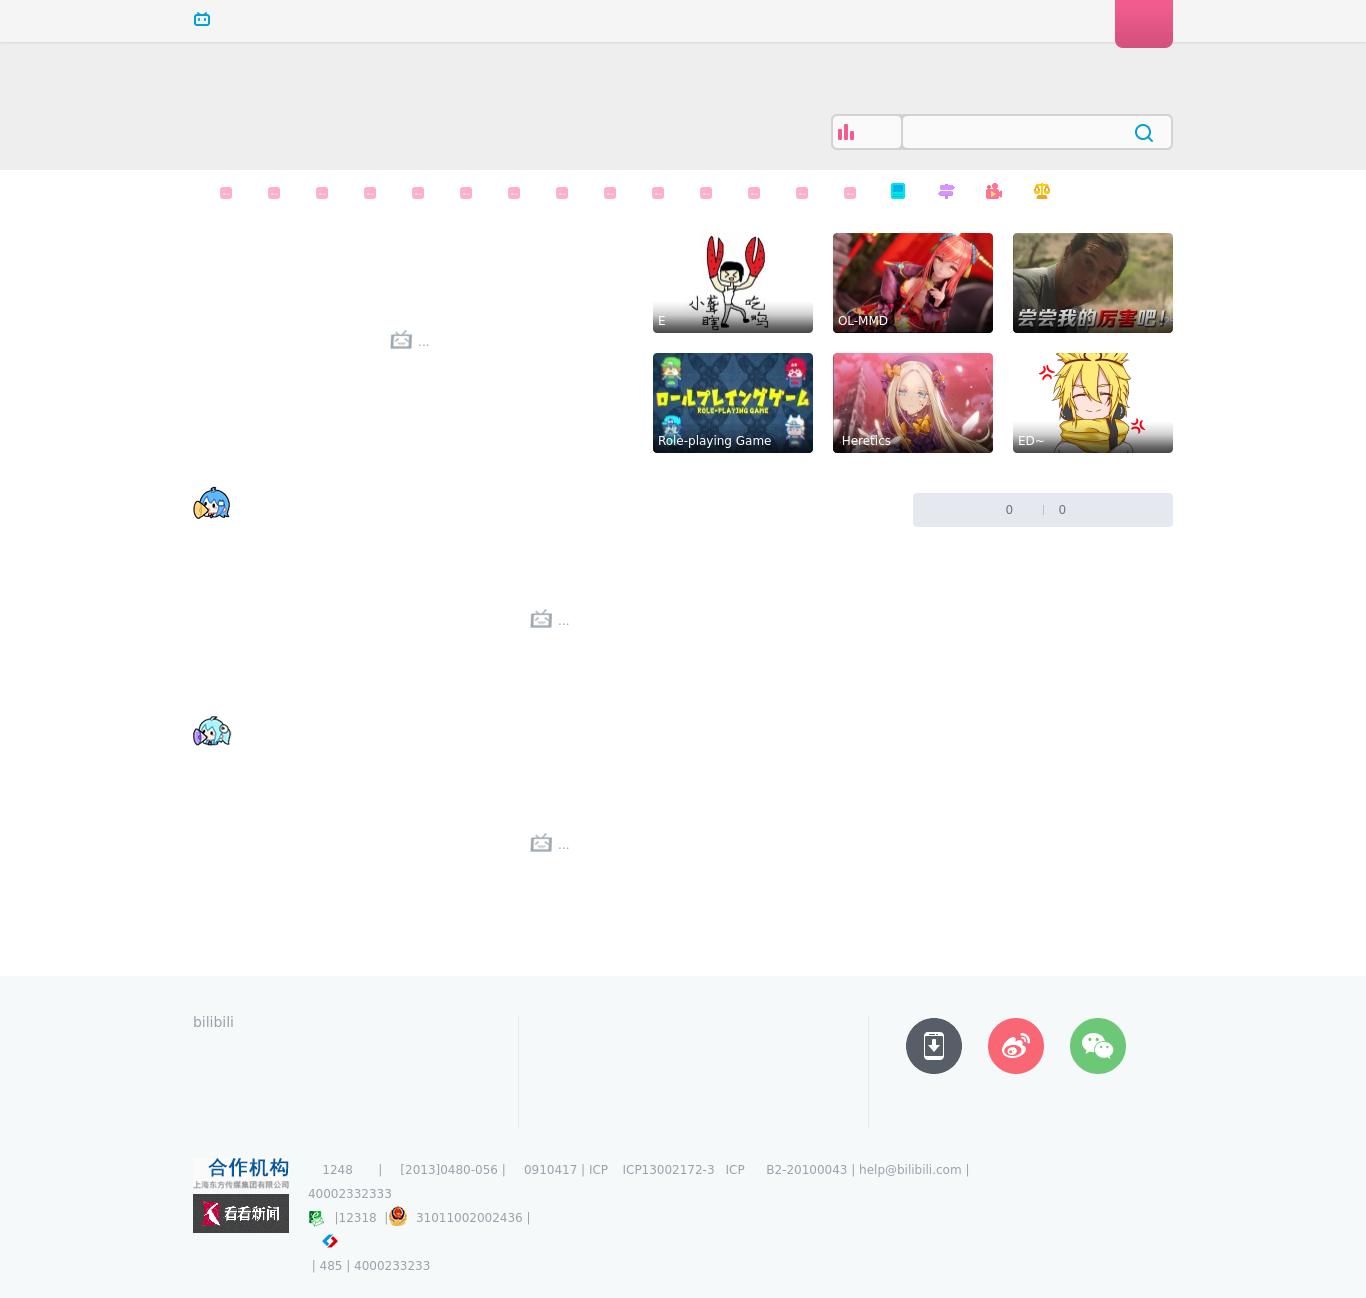 小聋瞎吃呜
E
OL-MMD
尝尝我的厉害吧!
ロールプレイングゲーム
ROLE-PLAYING GAME
Role-playing Game
Heretics
ED~
0 | 0
...
...
...
bilibili
合作机构
上海东方传媒集团有限公司
看看新闻
1248 | [2013]0480-056 | 0910417 | ICP ICP13002172-3 ICP B2-20100043 | help@bilibili.com |
40002332333
|12318 | 31011002002436 |
| 485 | 4000233233